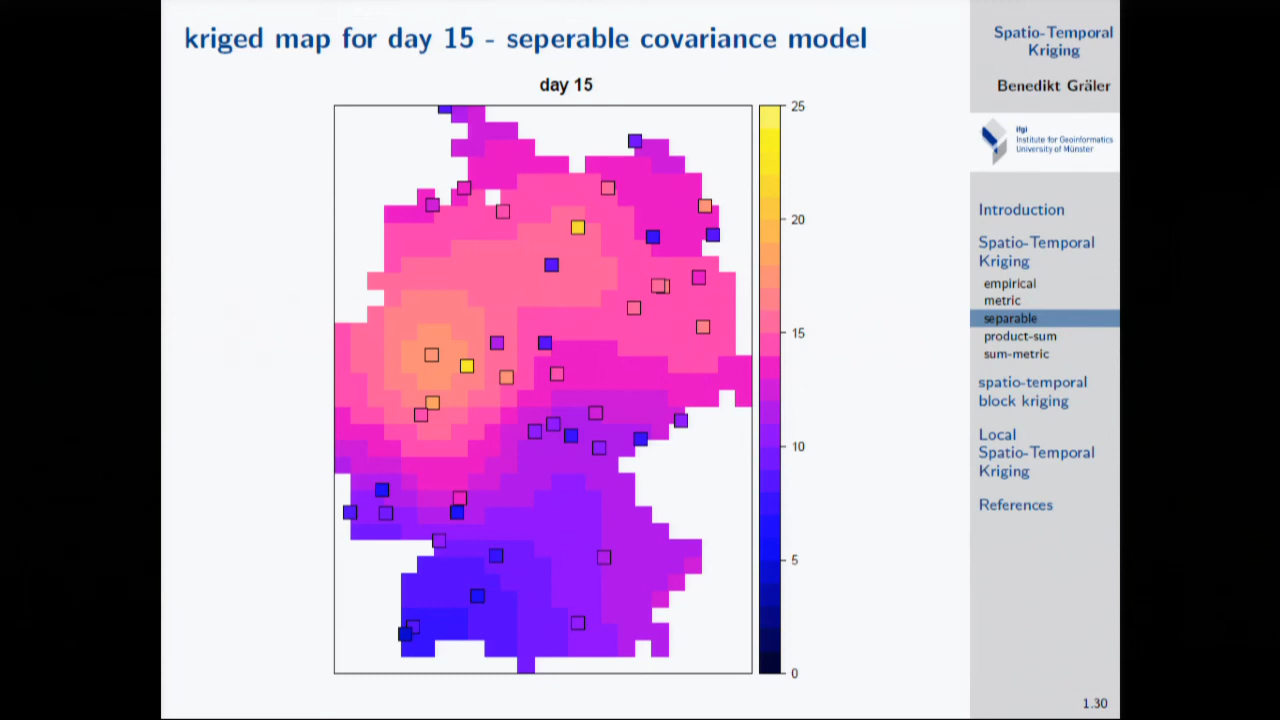 kriged map for day 15 - seperable covariance model
day 15
25
20
15
10
5
0
Spatio-Temporal
Kriging
Benedikt Gräler
ifgi
Institute for Geoinformatics
University of Münster
Introduction
Spatio-Temporal
Kriging
empirical
metric
separable
product-sum
sum-metric
spatio-temporal
block kriging
Local
Spatio-Temporal
Kriging
References
1.30